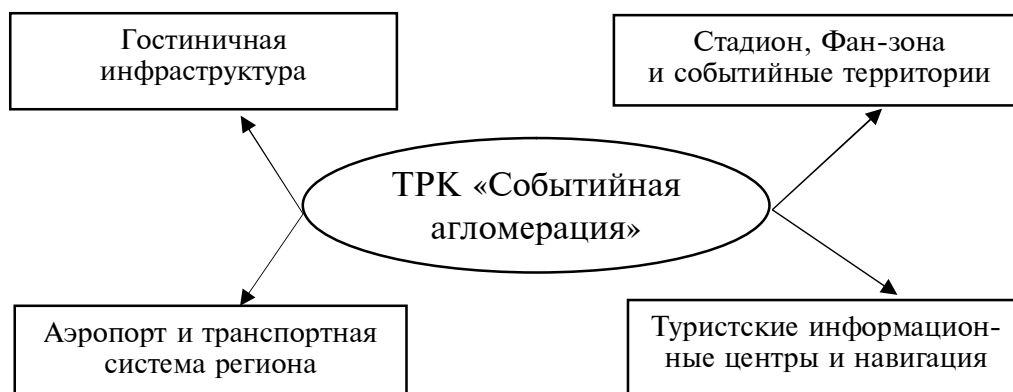 Гостиничная
инфраструктура
Стадион, Фан-зона
и событийные территории
ТРК «Событийная
агломерация»
Аэропорт и транспортная
система региона
Туристские информацион-
ные центры и навигация